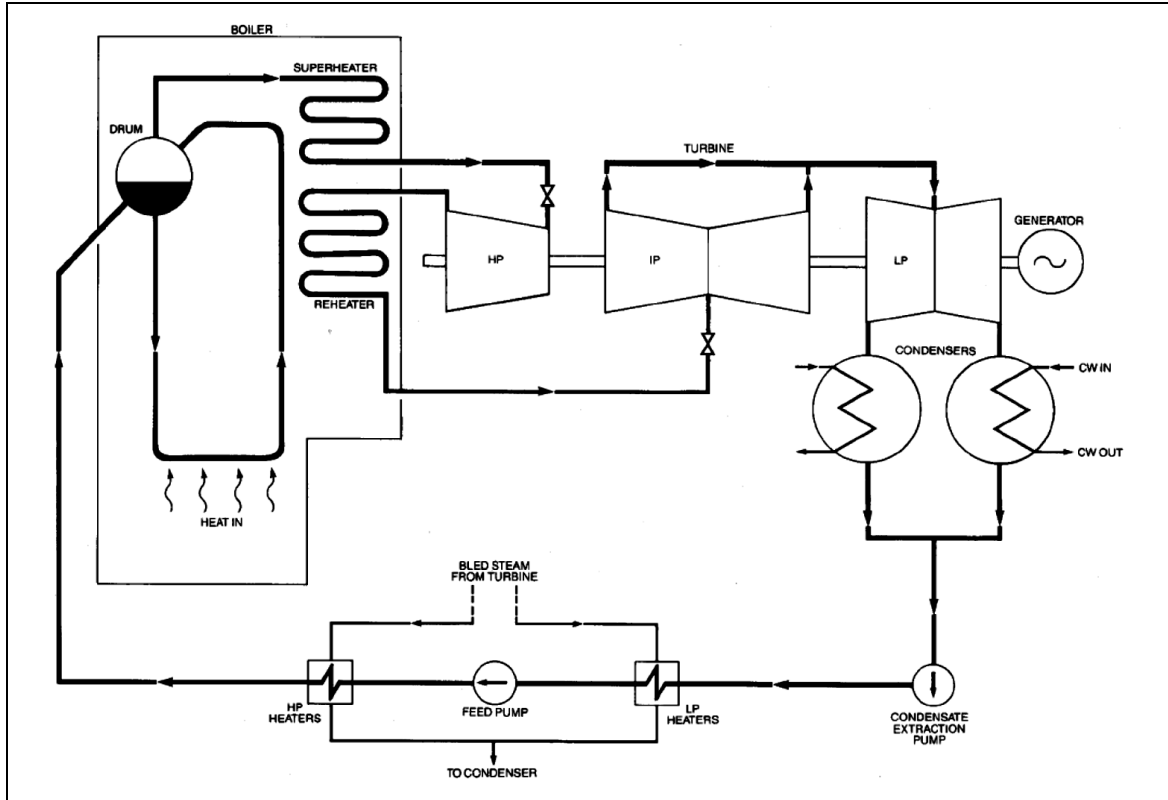 BOILER
SUPERHEATER
DRUM
TURBINE
GENERATOR
HP
IP
LP
REHEATER
CONDENSERS
CW IN
CW OUT
HEAT IN
BLED STEAM
FROM TURBINE
HP
HEATERS
FEED PUMP
LP
HEATERS
CONDENSATE
EXTRACTION
PUMP
TO CONDENSER